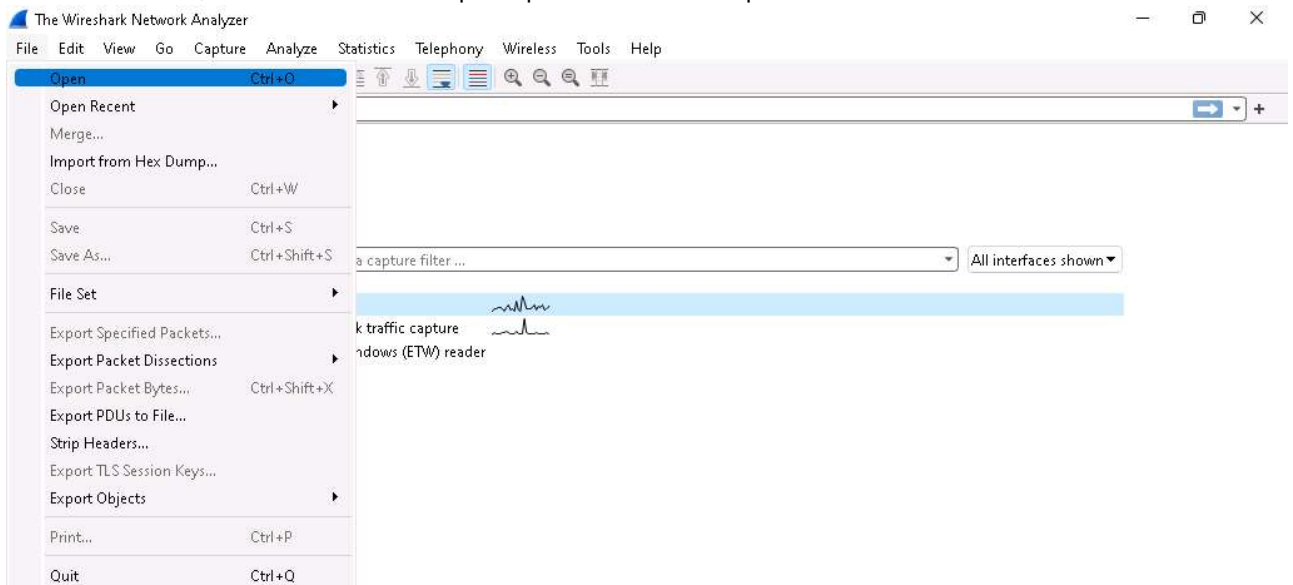 The Wireshark Network Analyzer
File Edit View Go Capture Analyze Statistics Telephony Wireless Tools Help
Open Ctrl+O
Open Recent
Merge...
Import from Hex Dump...
Close Ctrl+W
Save Ctrl+S
Save As... Ctrl+Shift+S
a capture filter ...
All interfaces shown
File Set
Export Specified Packets...
k traffic capture
Export Packet Dissections
ndows (ETW) reader
Export Packet Bytes... Ctrl+Shift+X
Export PDUs to File...
Strip Headers...
Export TLS Session Keys...
Export Objects
Print... Ctrl+P
Quit Ctrl+Q